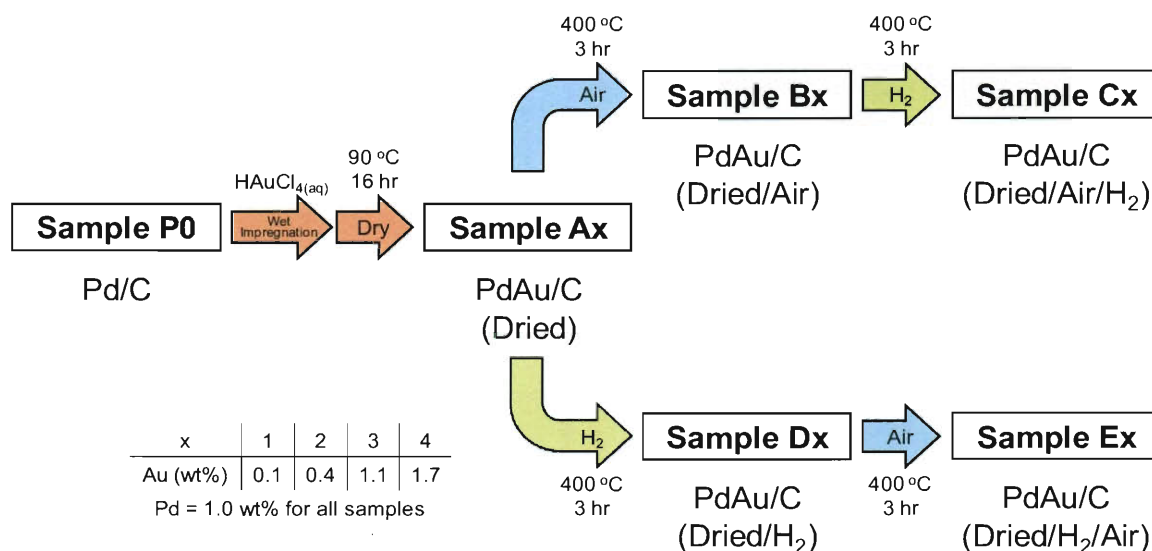 400 °C
3 hr
Air
Sample Bx
PdAu/C
(Dried/Air)
400 °C
3 hr
H₂
Sample Cx
PdAu/C
(Dried/Air/H₂)
Sample P0
Pd/C
HAuCl₄(aq)
Wet
Impregnation
90 °C
16 hr
Dry
Sample Ax
PdAu/C
(Dried)
H₂
400 °C
3 hr
Sample Dx
PdAu/C
(Dried/H₂)
Air
400 °C
3 hr
Sample Ex
PdAu/C
(Dried/H₂/Air)
x 1 2 3 4
Au (wt%) 0.1 0.4 1.1 1.7
Pd = 1.0 wt% for all samples